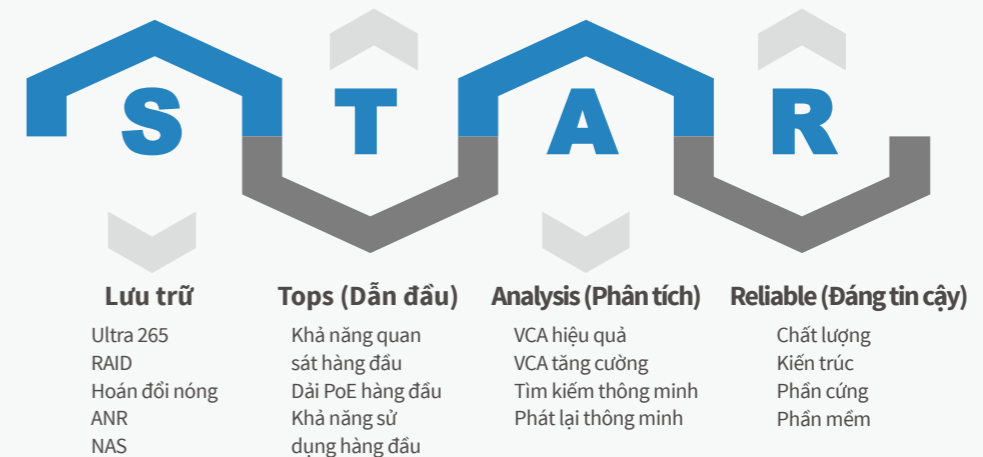 S T A R
Lưu trữ
Ultra 265
RAID
Hoán đổi nóng
ANR
NAS
Tops (Dẫn đầu)
Khả năng quan
sát hàng đầu
Dải PoE hàng đầu
Khả năng sử
dụng hàng đầu
Analysis (Phân tích)
VCA hiệu quả
VCA tăng cường
Tìm kiếm thông minh
Phát lại thông minh
Reliable (Đáng tin cậy)
Chất lượng
Kiến trúc
Phần cứng
Phần mềm